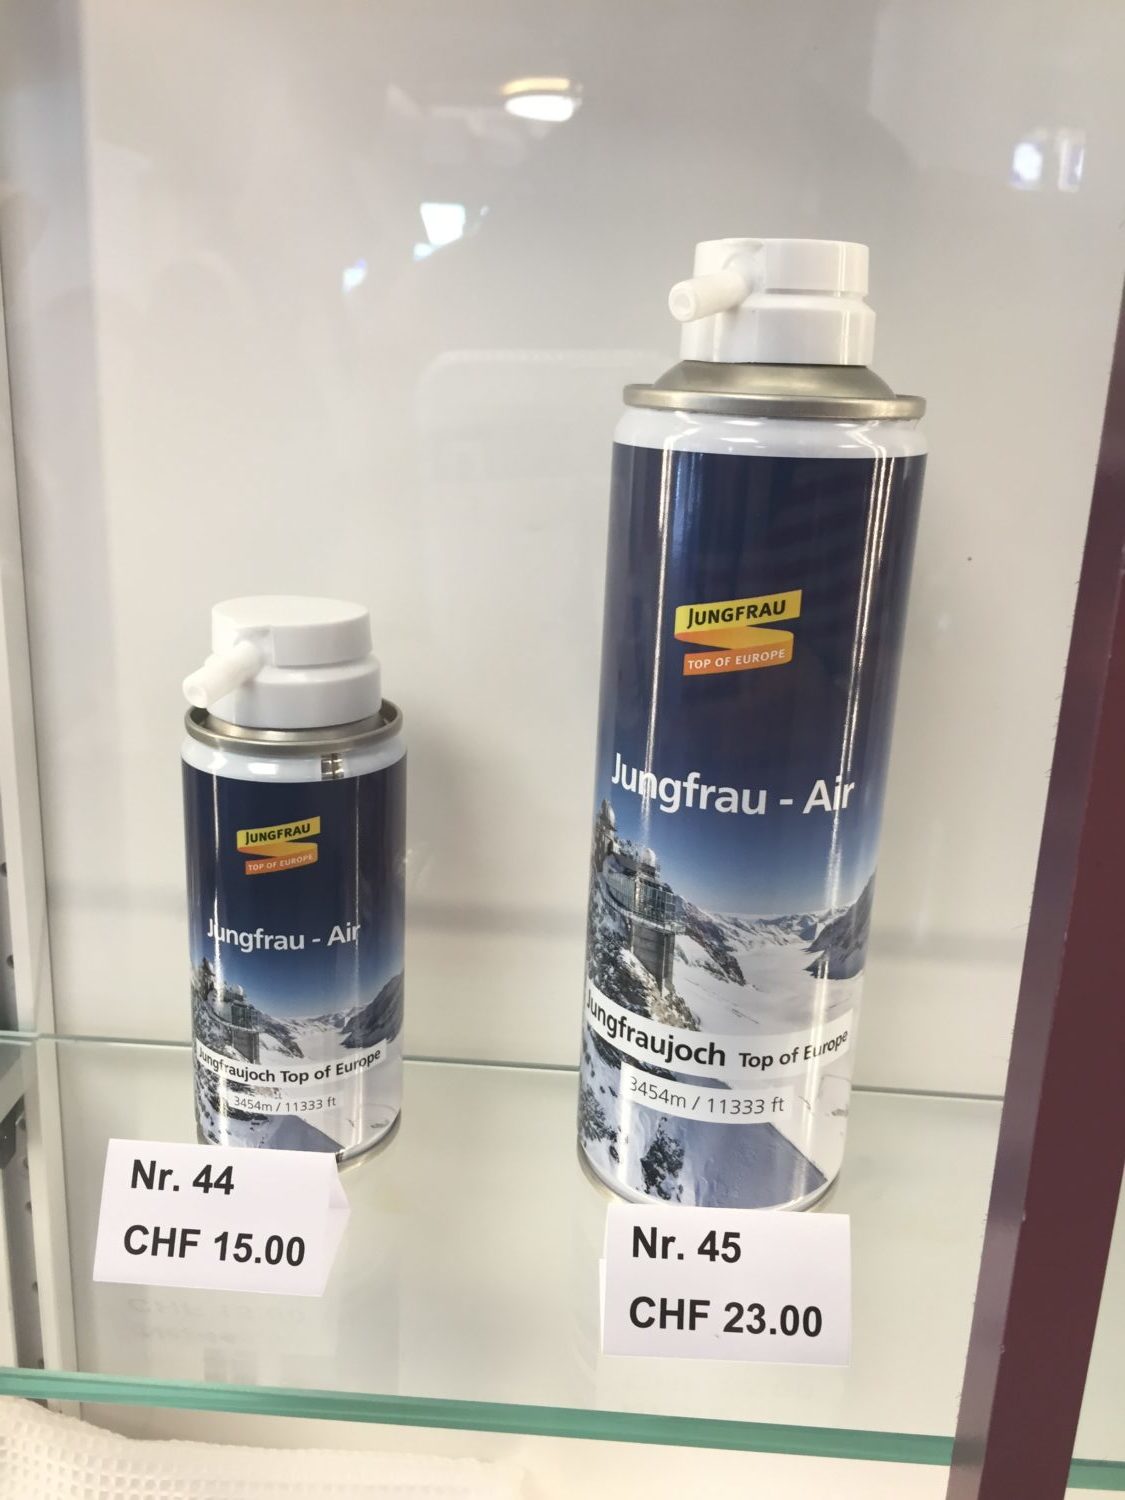 JUNGFRAU
TOP OF EUROPE
Jungfrau - Air
Jungfraujoch Top of Europe
3454m / 11333 ft
Nr. 44
CHF 15.00
JUNGFRAU
TOP OF EUROPE
Jungfrau - Air
Jungfraujoch Top of Europe
3454m / 11333 ft
Nr. 45
CHF 23.00